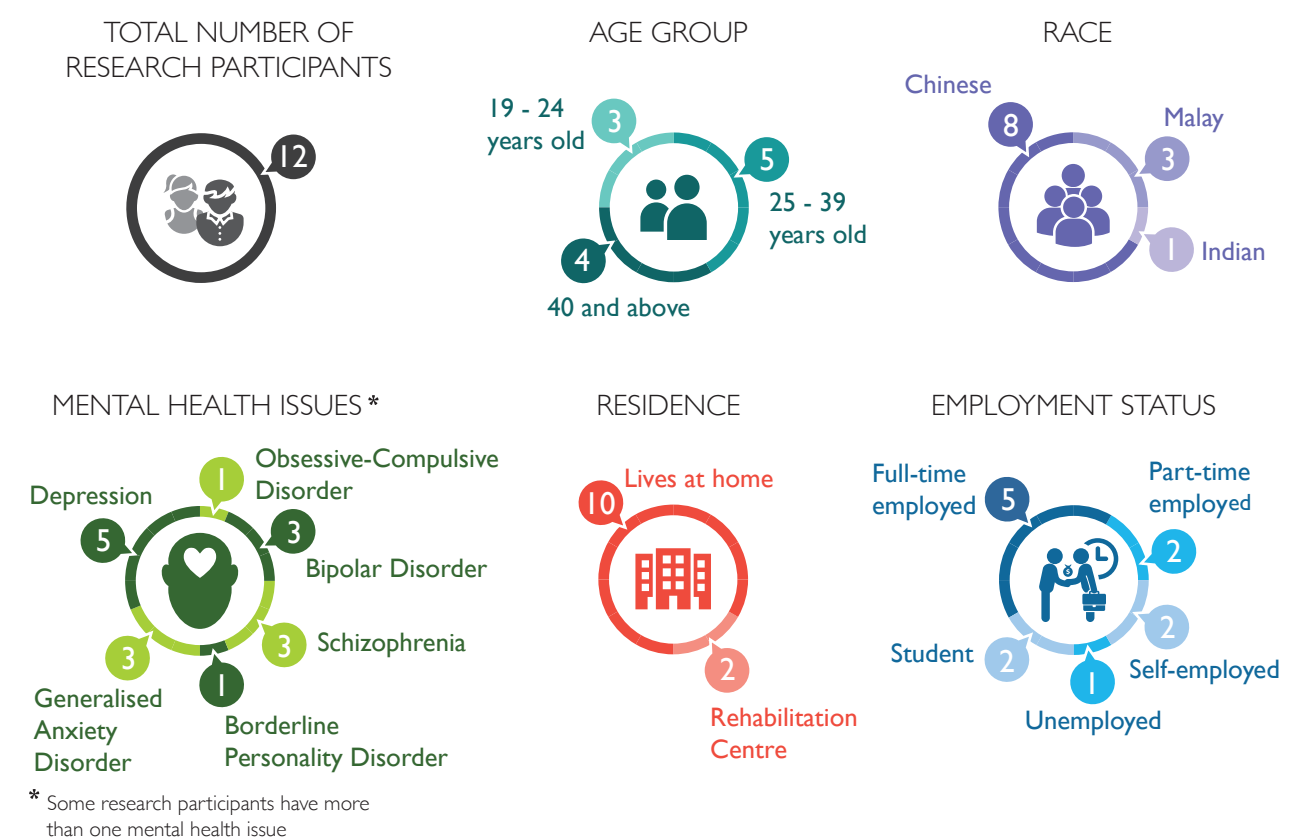 TOTAL NUMBER OF
RESEARCH PARTICIPANTS
12
AGE GROUP
19 - 24
years old
3
5
25 - 39
years old
4
40 and above
RACE
Chinese
8
Malay
3
1
Indian
MENTAL HEALTH ISSUES *
Depression
5
1
Obsessive-Compulsive
Disorder
3
Bipolar Disorder
3
Schizophrenia
3
Generalised
Anxiety
Disorder
1
Borderline
Personality Disorder
* Some research participants have more
than one mental health issue
RESIDENCE
10
Lives at home
2
Rehabilitation
Centre
EMPLOYMENT STATUS
Full-time
employed
5
Part-time
employed
2
2
Self-employed
Student
2
1
Unemployed